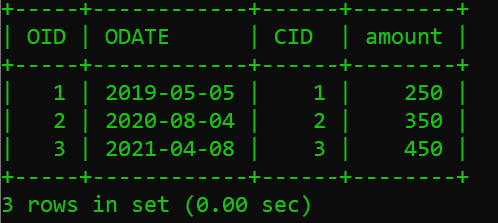 +-----+------------+------+--------+
| OID | ODATE      | CID  | amount |
+-----+------------+------+--------+
|   1 | 2019-05-05 |    1 |    250 |
|   2 | 2020-08-04 |    2 |    350 |
|   3 | 2021-04-08 |    3 |    450 |
+-----+------------+------+--------+
3 rows in set (0.00 sec)